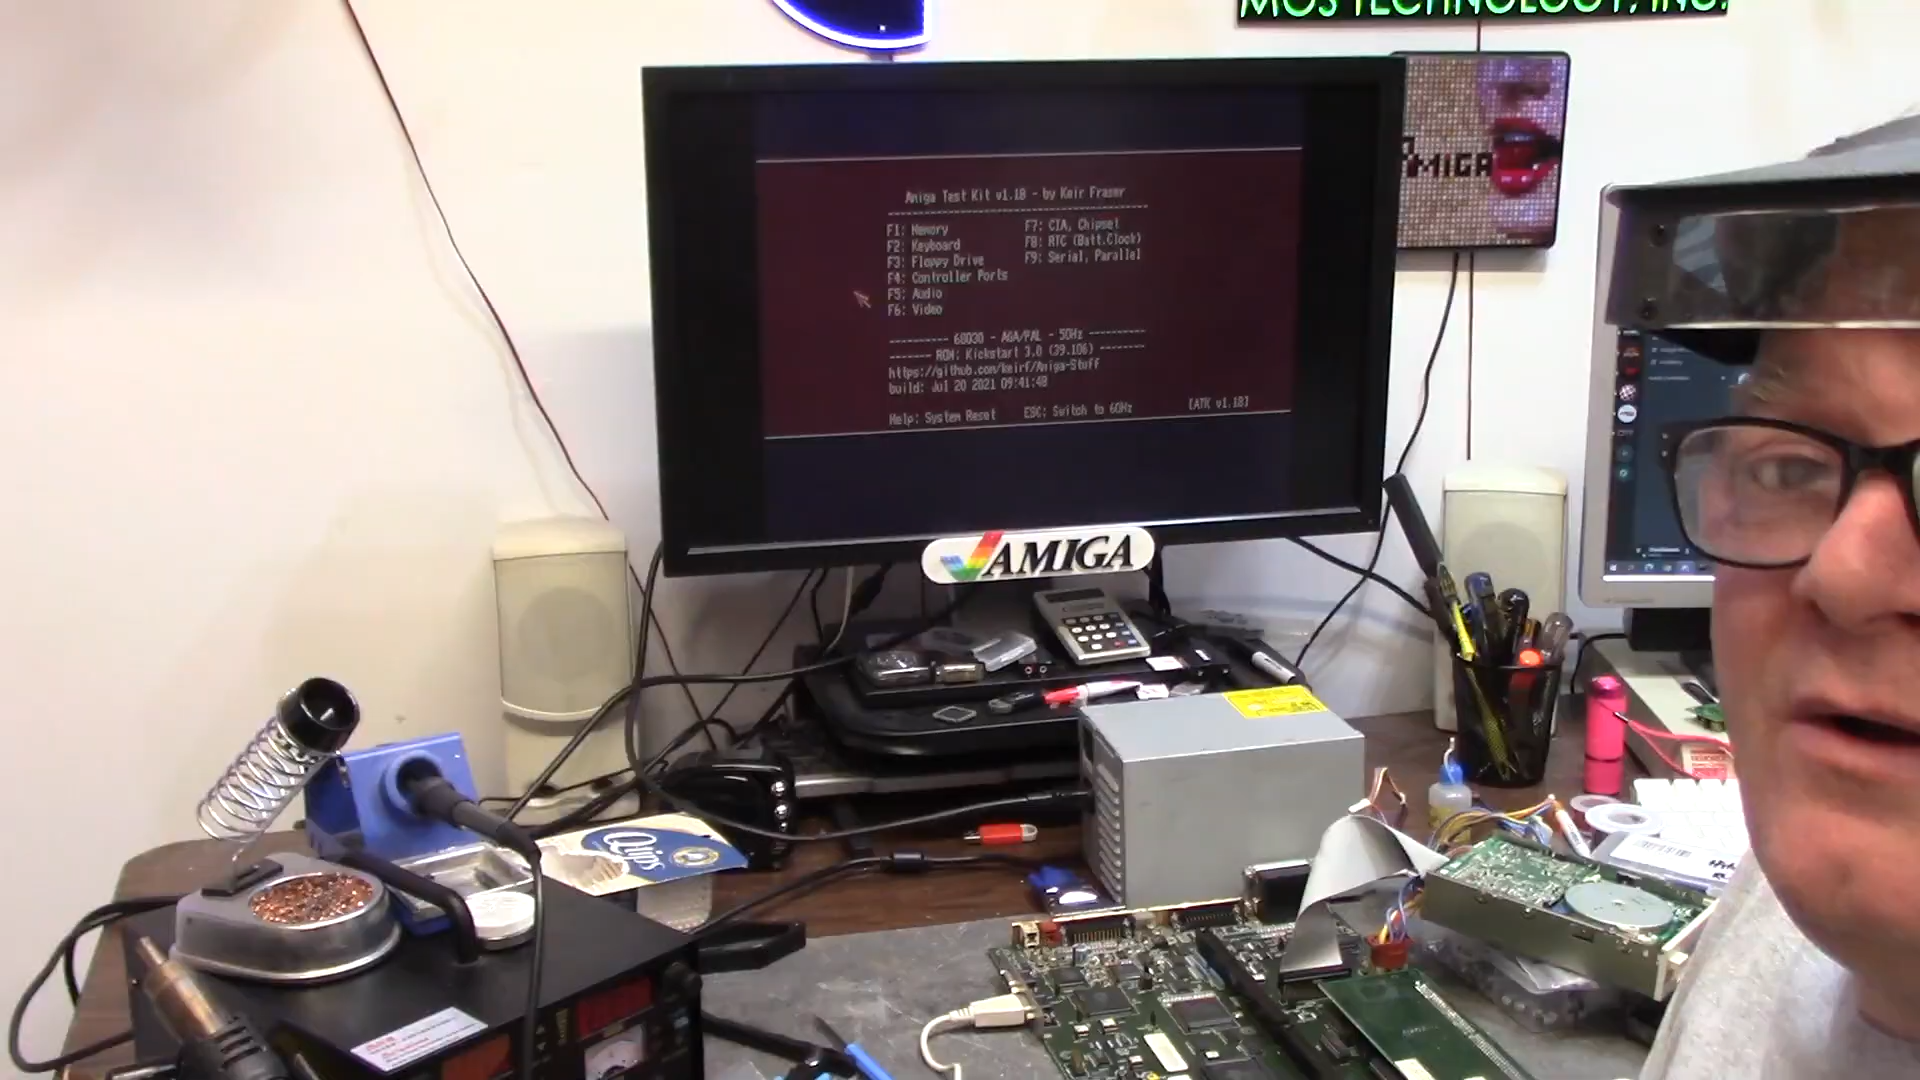 MOS TECHNOLOGY, INC.
AMIGA
Amiga Test Kit v1.18 - by Keir Fraser
F1: Memory
F2: Keyboard
F3: Floppy Drive
F4: Controller Ports
F5: Audio
F6: Video
F7: CIA, Chipset
F8: RTC (Batt.Clock)
F9: Serial, Parallel
---------- 68030 - AGA/PAL - 50Hz ----------
------- ROM: Kickstart 3.0 (39.106) --------
https://github.com/keirf/Amiga-Stuff
build: Jul 20 2021 09:41:48
Help: System Reset ESC: Switch to 60Hz
[ATK v1.18]
AMIGA
Q-tips